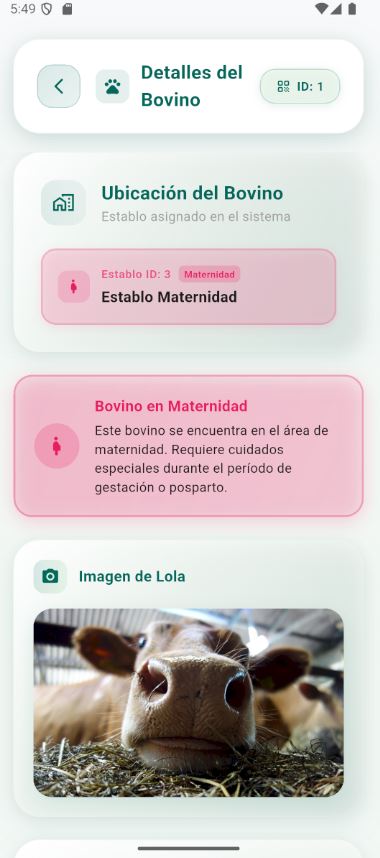 5:49
Detalles del
Bovino
ID: 1
Ubicación del Bovino
Establo asignado en el sistema
Establo ID: 3 Maternidad
Establo Maternidad
Bovino en Maternidad
Este bovino se encuentra en el área de
maternidad. Requiere cuidados
especiales durante el período de
gestación o posparto.
Imagen de Lola